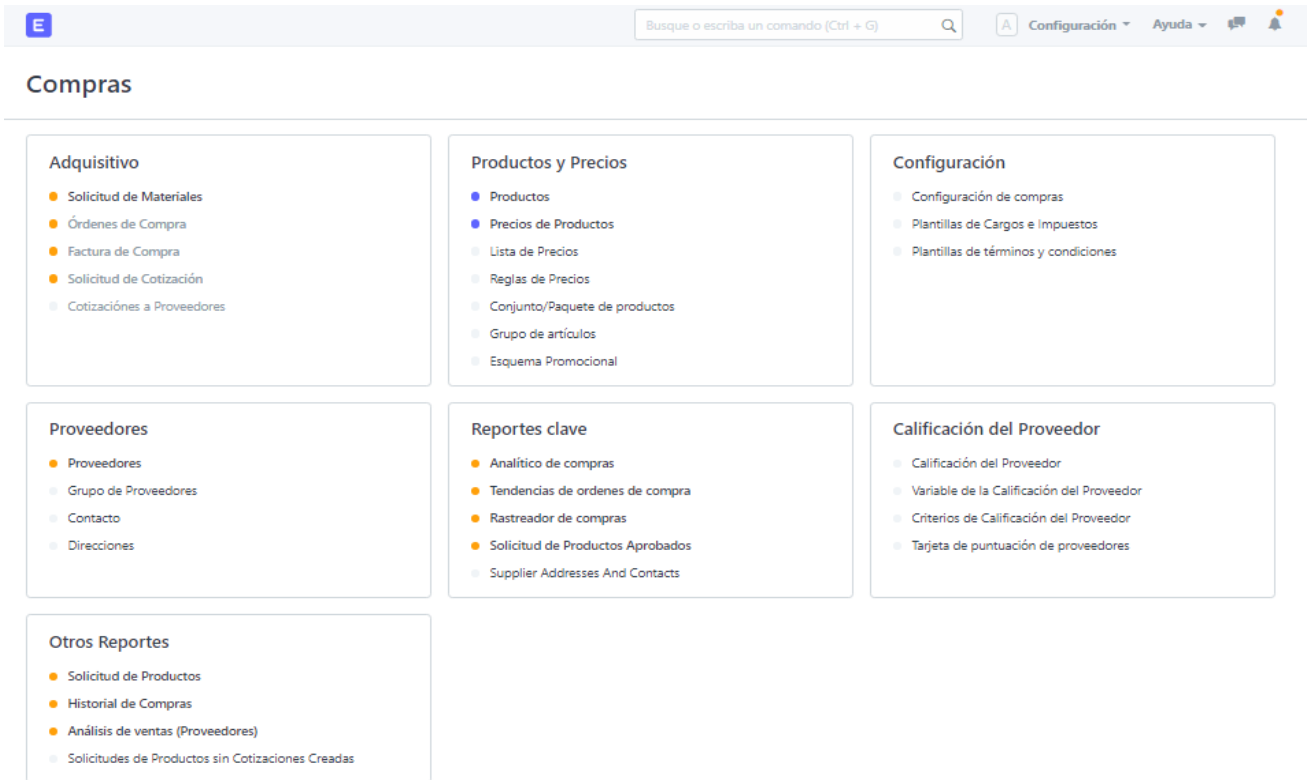 E
Busque o escriba un comando (Ctrl + G)
A Configuración Ayuda
Compras
Adquisitivo
Solicitud de Materiales
Órdenes de Compra
Factura de Compra
Solicitud de Cotización
Cotizaciónes a Proveedores
Productos y Precios
Productos
Precios de Productos
Lista de Precios
Reglas de Precios
Conjunto/Paquete de productos
Grupo de artículos
Esquema Promocional
Configuración
Configuración de compras
Plantillas de Cargos e Impuestos
Plantillas de términos y condiciones
Proveedores
Proveedores
Grupo de Proveedores
Contacto
Direcciones
Reportes clave
Analítico de compras
Tendencias de ordenes de compra
Rastreador de compras
Solicitud de Productos Aprobados
Supplier Addresses And Contacts
Calificación del Proveedor
Calificación del Proveedor
Variable de la Calificación del Proveedor
Criterios de Calificación del Proveedor
Tarjeta de puntuación de proveedores
Otros Reportes
Solicitud de Productos
Historial de Compras
Análisis de ventas (Proveedores)
Solicitudes de Productos sin Cotizaciones Creadas